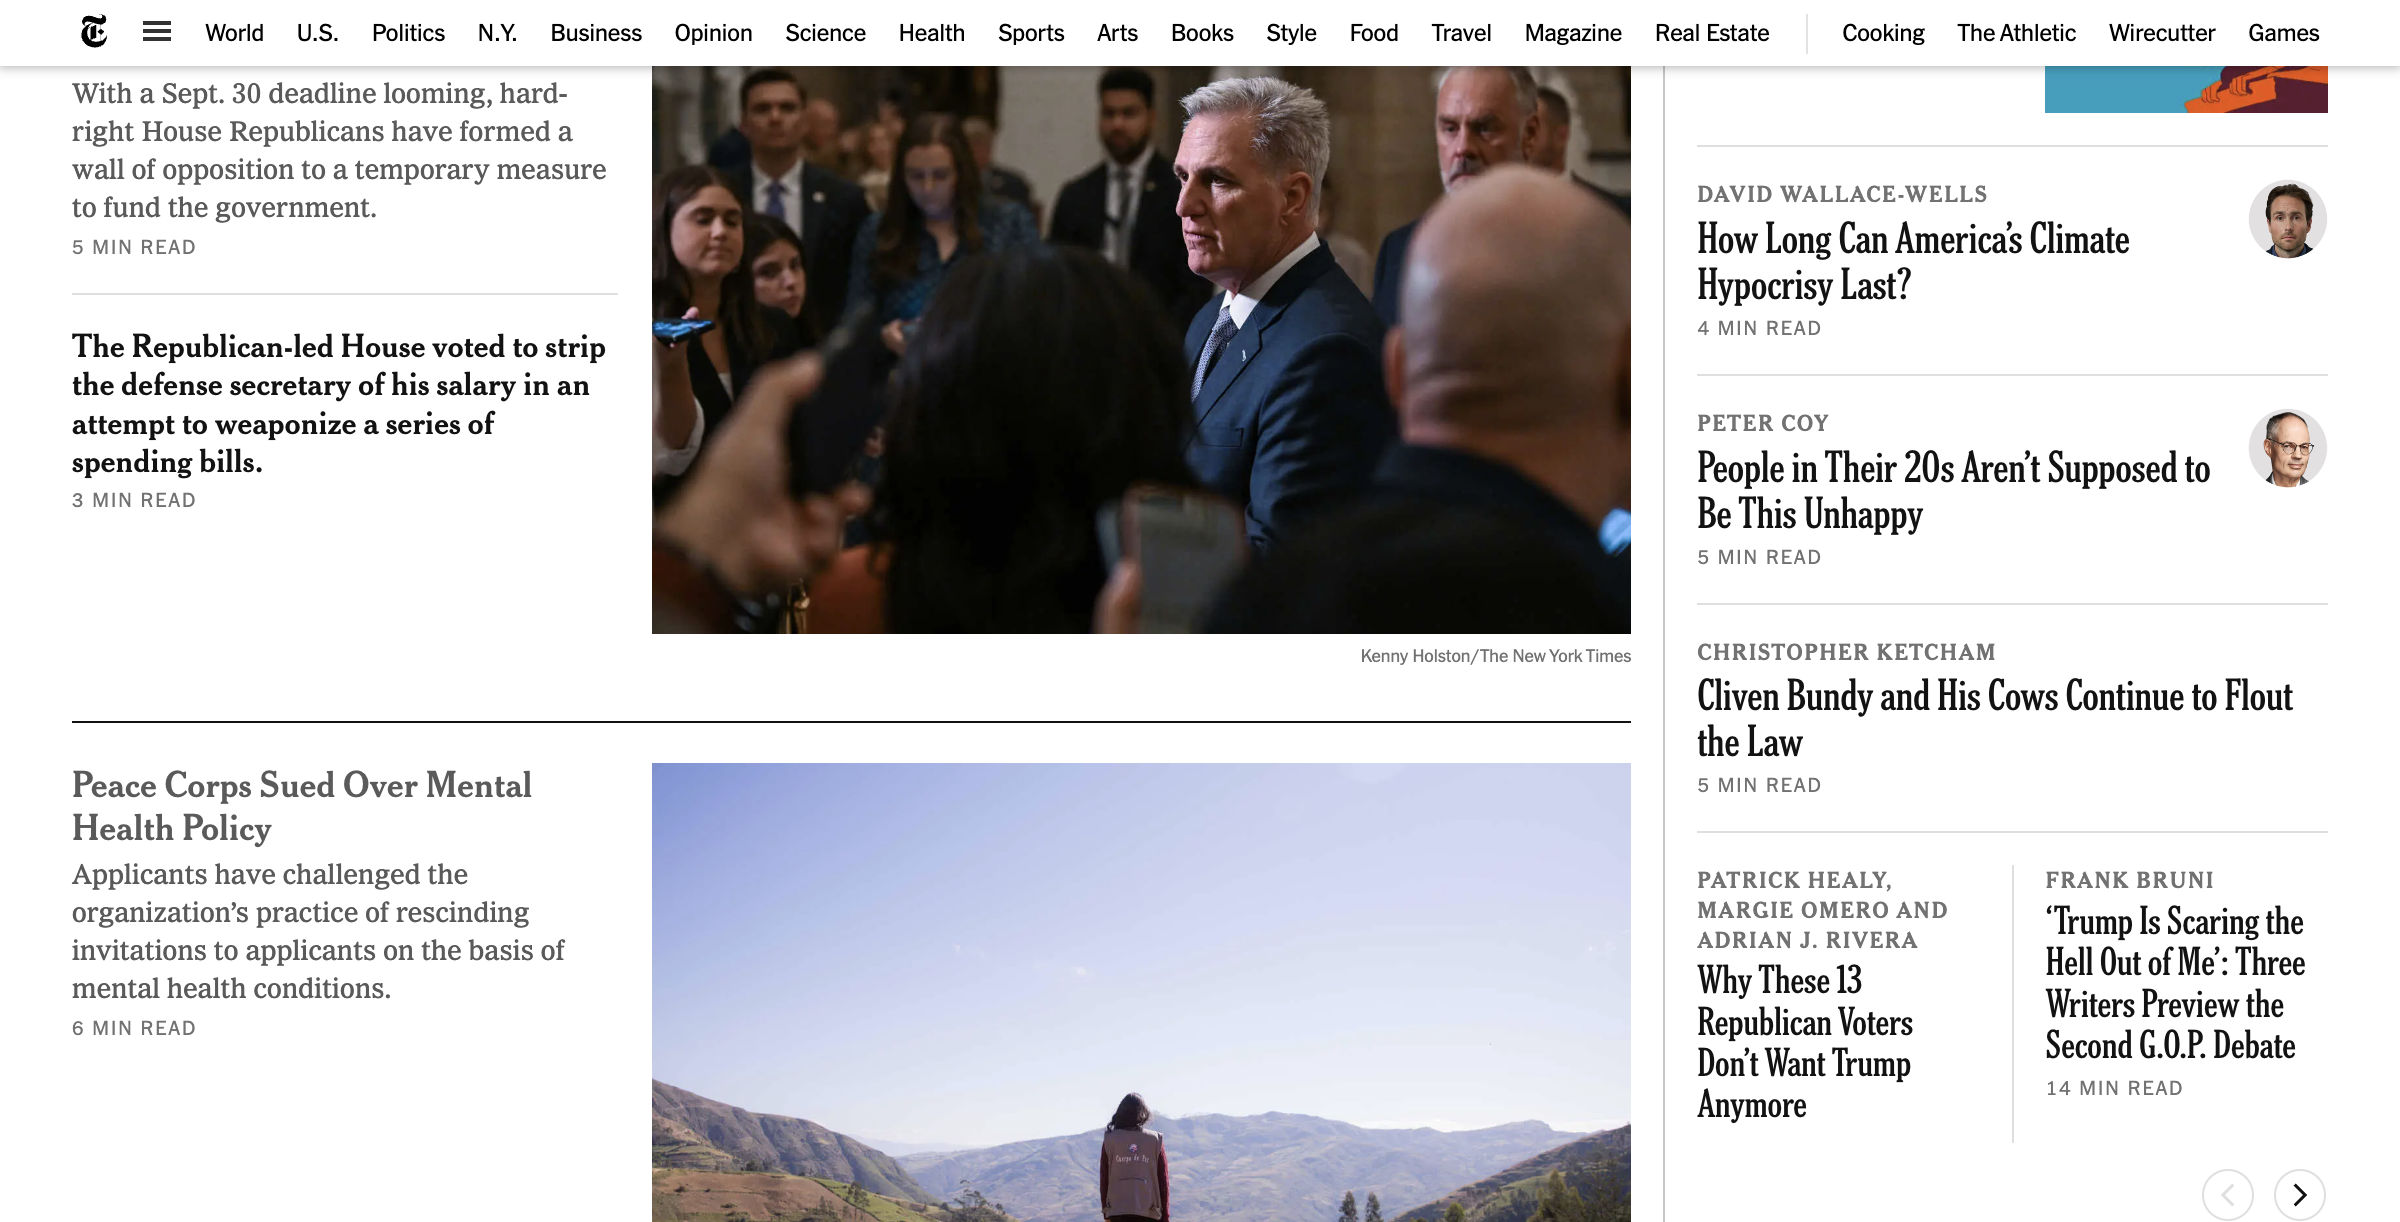 World U.S. Politics N.Y. Business Opinion Science Health Sports Arts Books Style Food Travel Magazine Real Estate Cooking The Athletic Wirecutter Games
With a Sept. 30 deadline looming, hard-
right House Republicans have formed a
wall of opposition to a temporary measure
to fund the government.
5 MIN READ
The Republican-led House voted to strip
the defense secretary of his salary in an
attempt to weaponize a series of
spending bills.
3 MIN READ
Kenny Holston/The New York Times
Peace Corps Sued Over Mental
Health Policy
Applicants have challenged the
organization’s practice of rescinding
invitations to applicants on the basis of
mental health conditions.
6 MIN READ
Cuerpo de Paz
DAVID WALLACE-WELLS
How Long Can America’s Climate
Hypocrisy Last?
4 MIN READ
PETER COY
People in Their 20s Aren’t Supposed to
Be This Unhappy
5 MIN READ
CHRISTOPHER KETCHAM
Cliven Bundy and His Cows Continue to Flout
the Law
5 MIN READ
PATRICK HEALY,
MARGIE OMERO AND
ADRIAN J. RIVERA
Why These 13
Republican Voters
Don’t Want Trump
Anymore
FRANK BRUNI
‘Trump Is Scaring the
Hell Out of Me’: Three
Writers Preview the
Second G.O.P. Debate
14 MIN READ